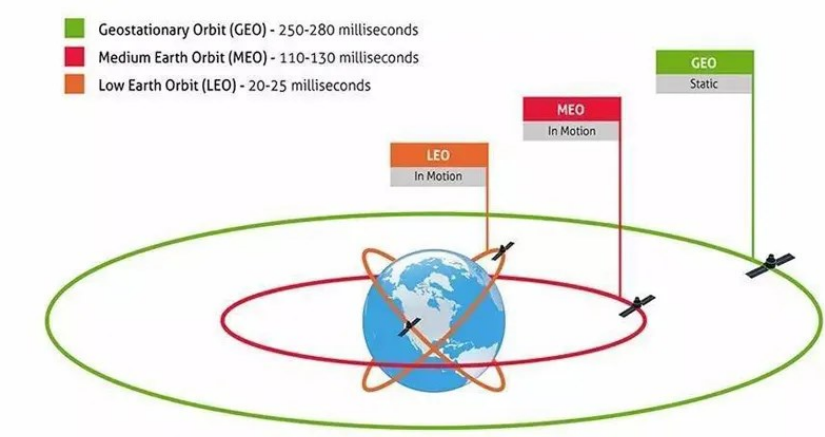 Geostationary Orbit (GEO) - 250-280 milliseconds
Medium Earth Orbit (MEO) - 110-130 milliseconds
Low Earth Orbit (LEO) - 20-25 milliseconds
GEO
Static
MEO
In Motion
LEO
In Motion